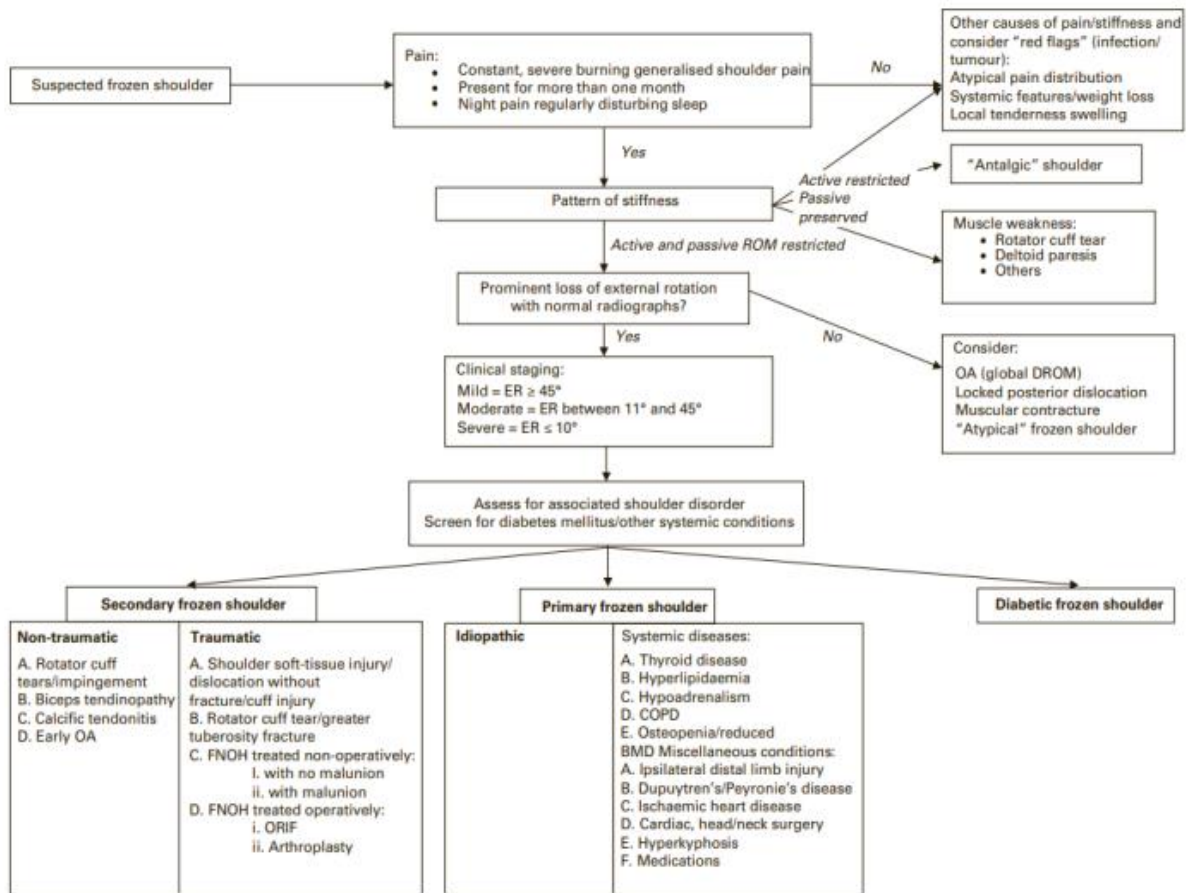 Suspected frozen shoulder
Pain:
• Constant, severe burning generalised shoulder pain
• Present for more than one month
• Night pain regularly disturbing sleep
No
Other causes of pain/stiffness and
consider “red flags” (infection/
tumour):
Atypical pain distribution
Systemic features/weight loss
Local tenderness swelling
Yes
Pattern of stiffness
Active restricted
Passive
preserved
“Antalgic” shoulder
Muscle weakness:
• Rotator cuff tear
• Deltoid paresis
• Others
Active and passive ROM restricted
Prominent loss of external rotation
with normal radiographs?
Yes
No
Consider:
OA (global DROM)
Locked posterior dislocation
Muscular contracture
“Atypical” frozen shoulder
Clinical staging:
Mild = ER ≥ 45°
Moderate = ER between 11° and 45°
Severe = ER ≤ 10°
Assess for associated shoulder disorder
Screen for diabetes mellitus/other systemic conditions
Secondary frozen shoulder
Non-traumatic
A. Rotator cuff
tears/impingement
B. Biceps tendinopathy
C. Calcific tendonitis
D. Early OA
Traumatic
A. Shoulder soft-tissue injury/
dislocation without
fracture/cuff injury
B. Rotator cuff tear/greater
tuberosity fracture
C. FNOH treated non-operatively:
I. with no malunion
ii. with malunion
D. FNOH treated operatively:
i. ORIF
ii. Arthroplasty
Primary frozen shoulder
Idiopathic
Systemic diseases:
A. Thyroid disease
B. Hyperlipidaemia
C. Hypoadrenalism
D. COPD
E. Osteopenia/reduced
BMD Miscellaneous conditions:
A. Ipsilateral distal limb injury
B. Dupuytren’s/Peyronie’s disease
C. Ischaemic heart disease
D. Cardiac, head/neck surgery
E. Hyperkyphosis
F. Medications
Diabetic frozen shoulder